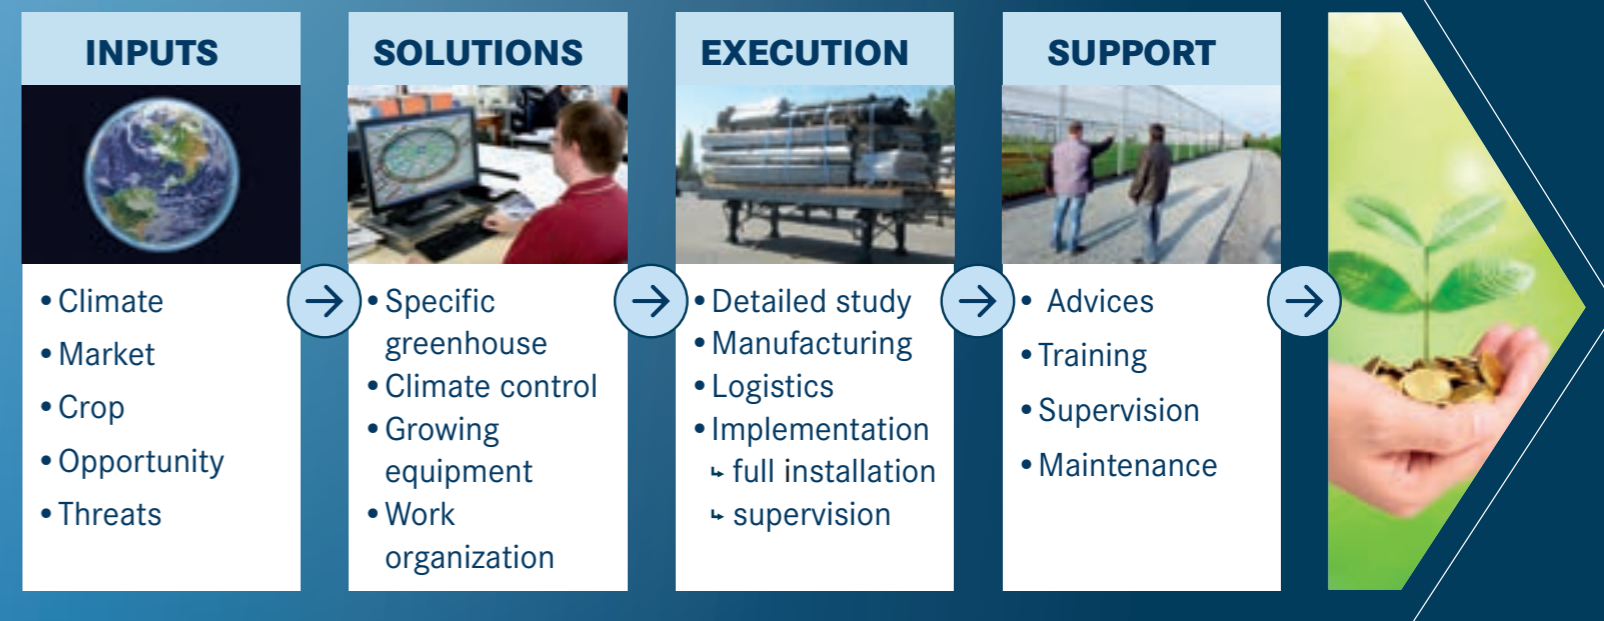 INPUTS
• Climate
• Market
• Crop
• Opportunity
• Threats
SOLUTIONS
• Specific
greenhouse
• Climate control
• Growing
equipment
• Work
organization
EXECUTION
• Detailed study
• Manufacturing
• Logistics
• Implementation
↳ full installation
↳ supervision
SUPPORT
• Advices
• Training
• Supervision
• Maintenance